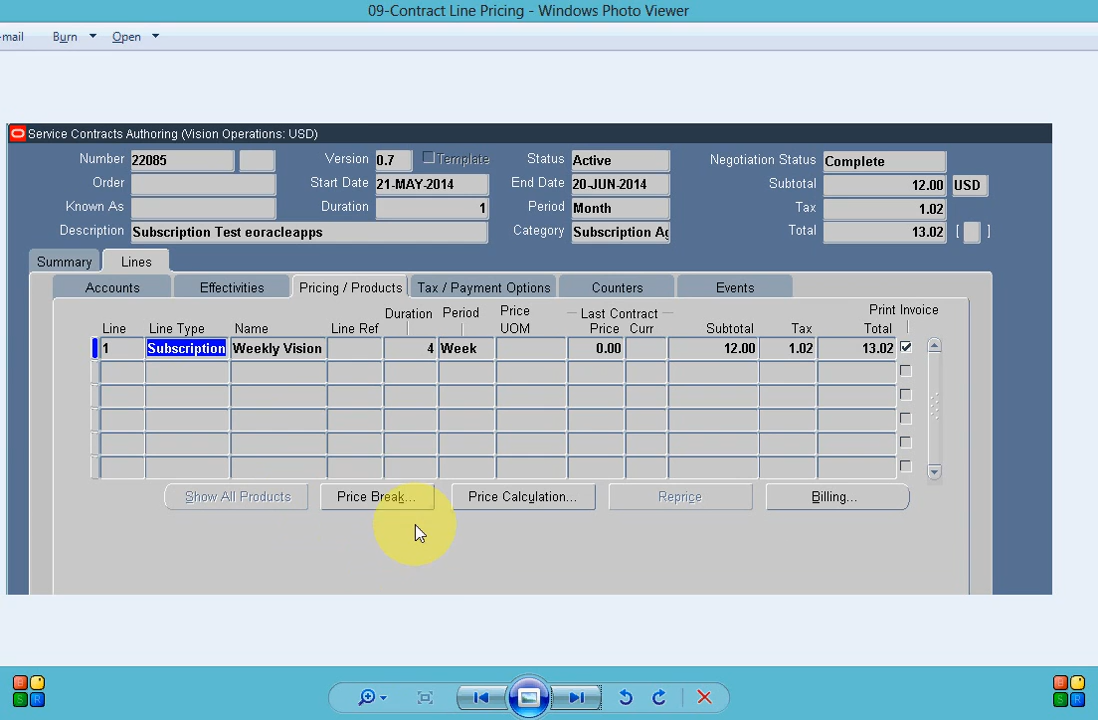 09-Contract Line Pricing - Windows Photo Viewer
-mail Burn Open
Service Contracts Authoring (Vision Operations: USD)
Number 22085 Version 0.7 Template Status Active Negotiation Status Complete
Order Start Date 21-MAY-2014 End Date 20-JUN-2014 Subtotal 12.00 USD
Known As Duration 1 Period Month Tax 1.02
Description Subscription Test eoracleapps Category Subscription Ag Total 13.02 [ ]
Summary Lines
Accounts Effectivities Pricing / Products Tax / Payment Options Counters Events
Duration Period Price Last Contract Print Invoice
Line Line Type Name Line Ref UOM Price Curr Subtotal Tax Total
1 Subscription Weekly Vision 4 Week 0.00 12.00 1.02 13.02
Show All Products Price Break... Price Calculation... Reprice Billing...
B
S R
B
S R